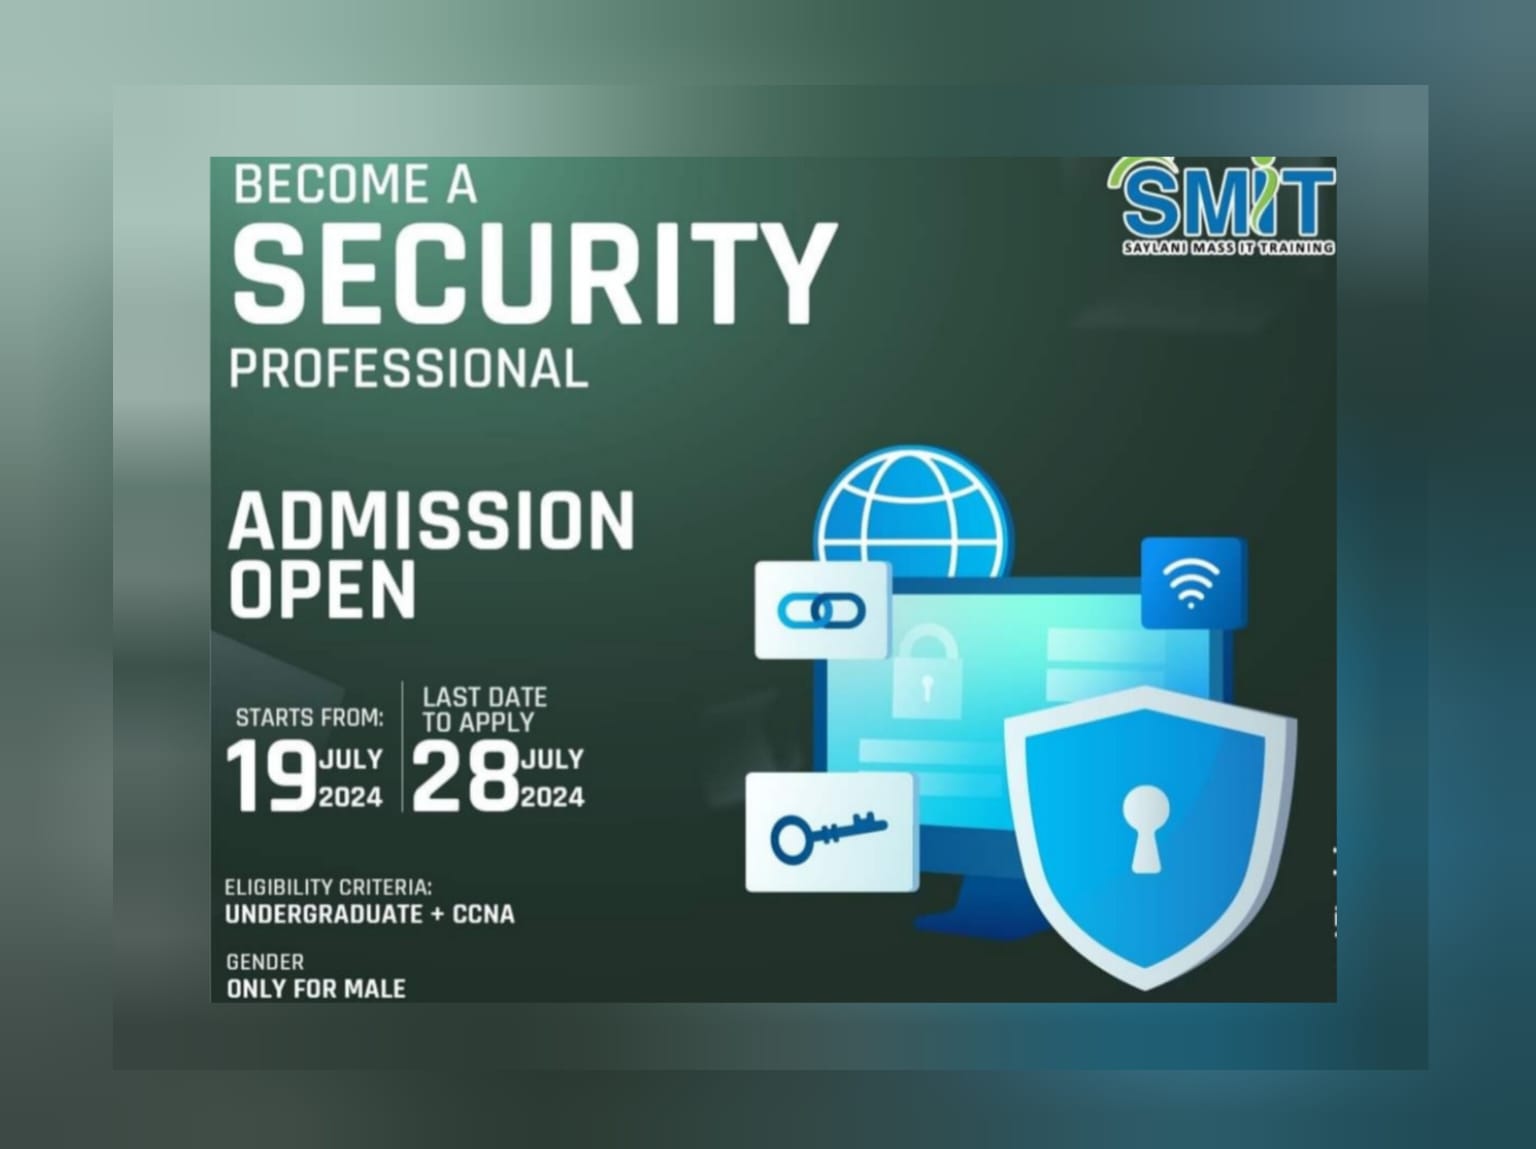 BECOME A
SECURITY
PROFESSIONAL
SMiT
SAYLANI MASS IT TRAINING
ADMISSION
OPEN
STARTS FROM:
19 JULY
2024
LAST DATE
TO APPLY
28 JULY
2024
ELIGIBILITY CRITERIA:
UNDERGRADUATE + CCNA
GENDER
ONLY FOR MALE